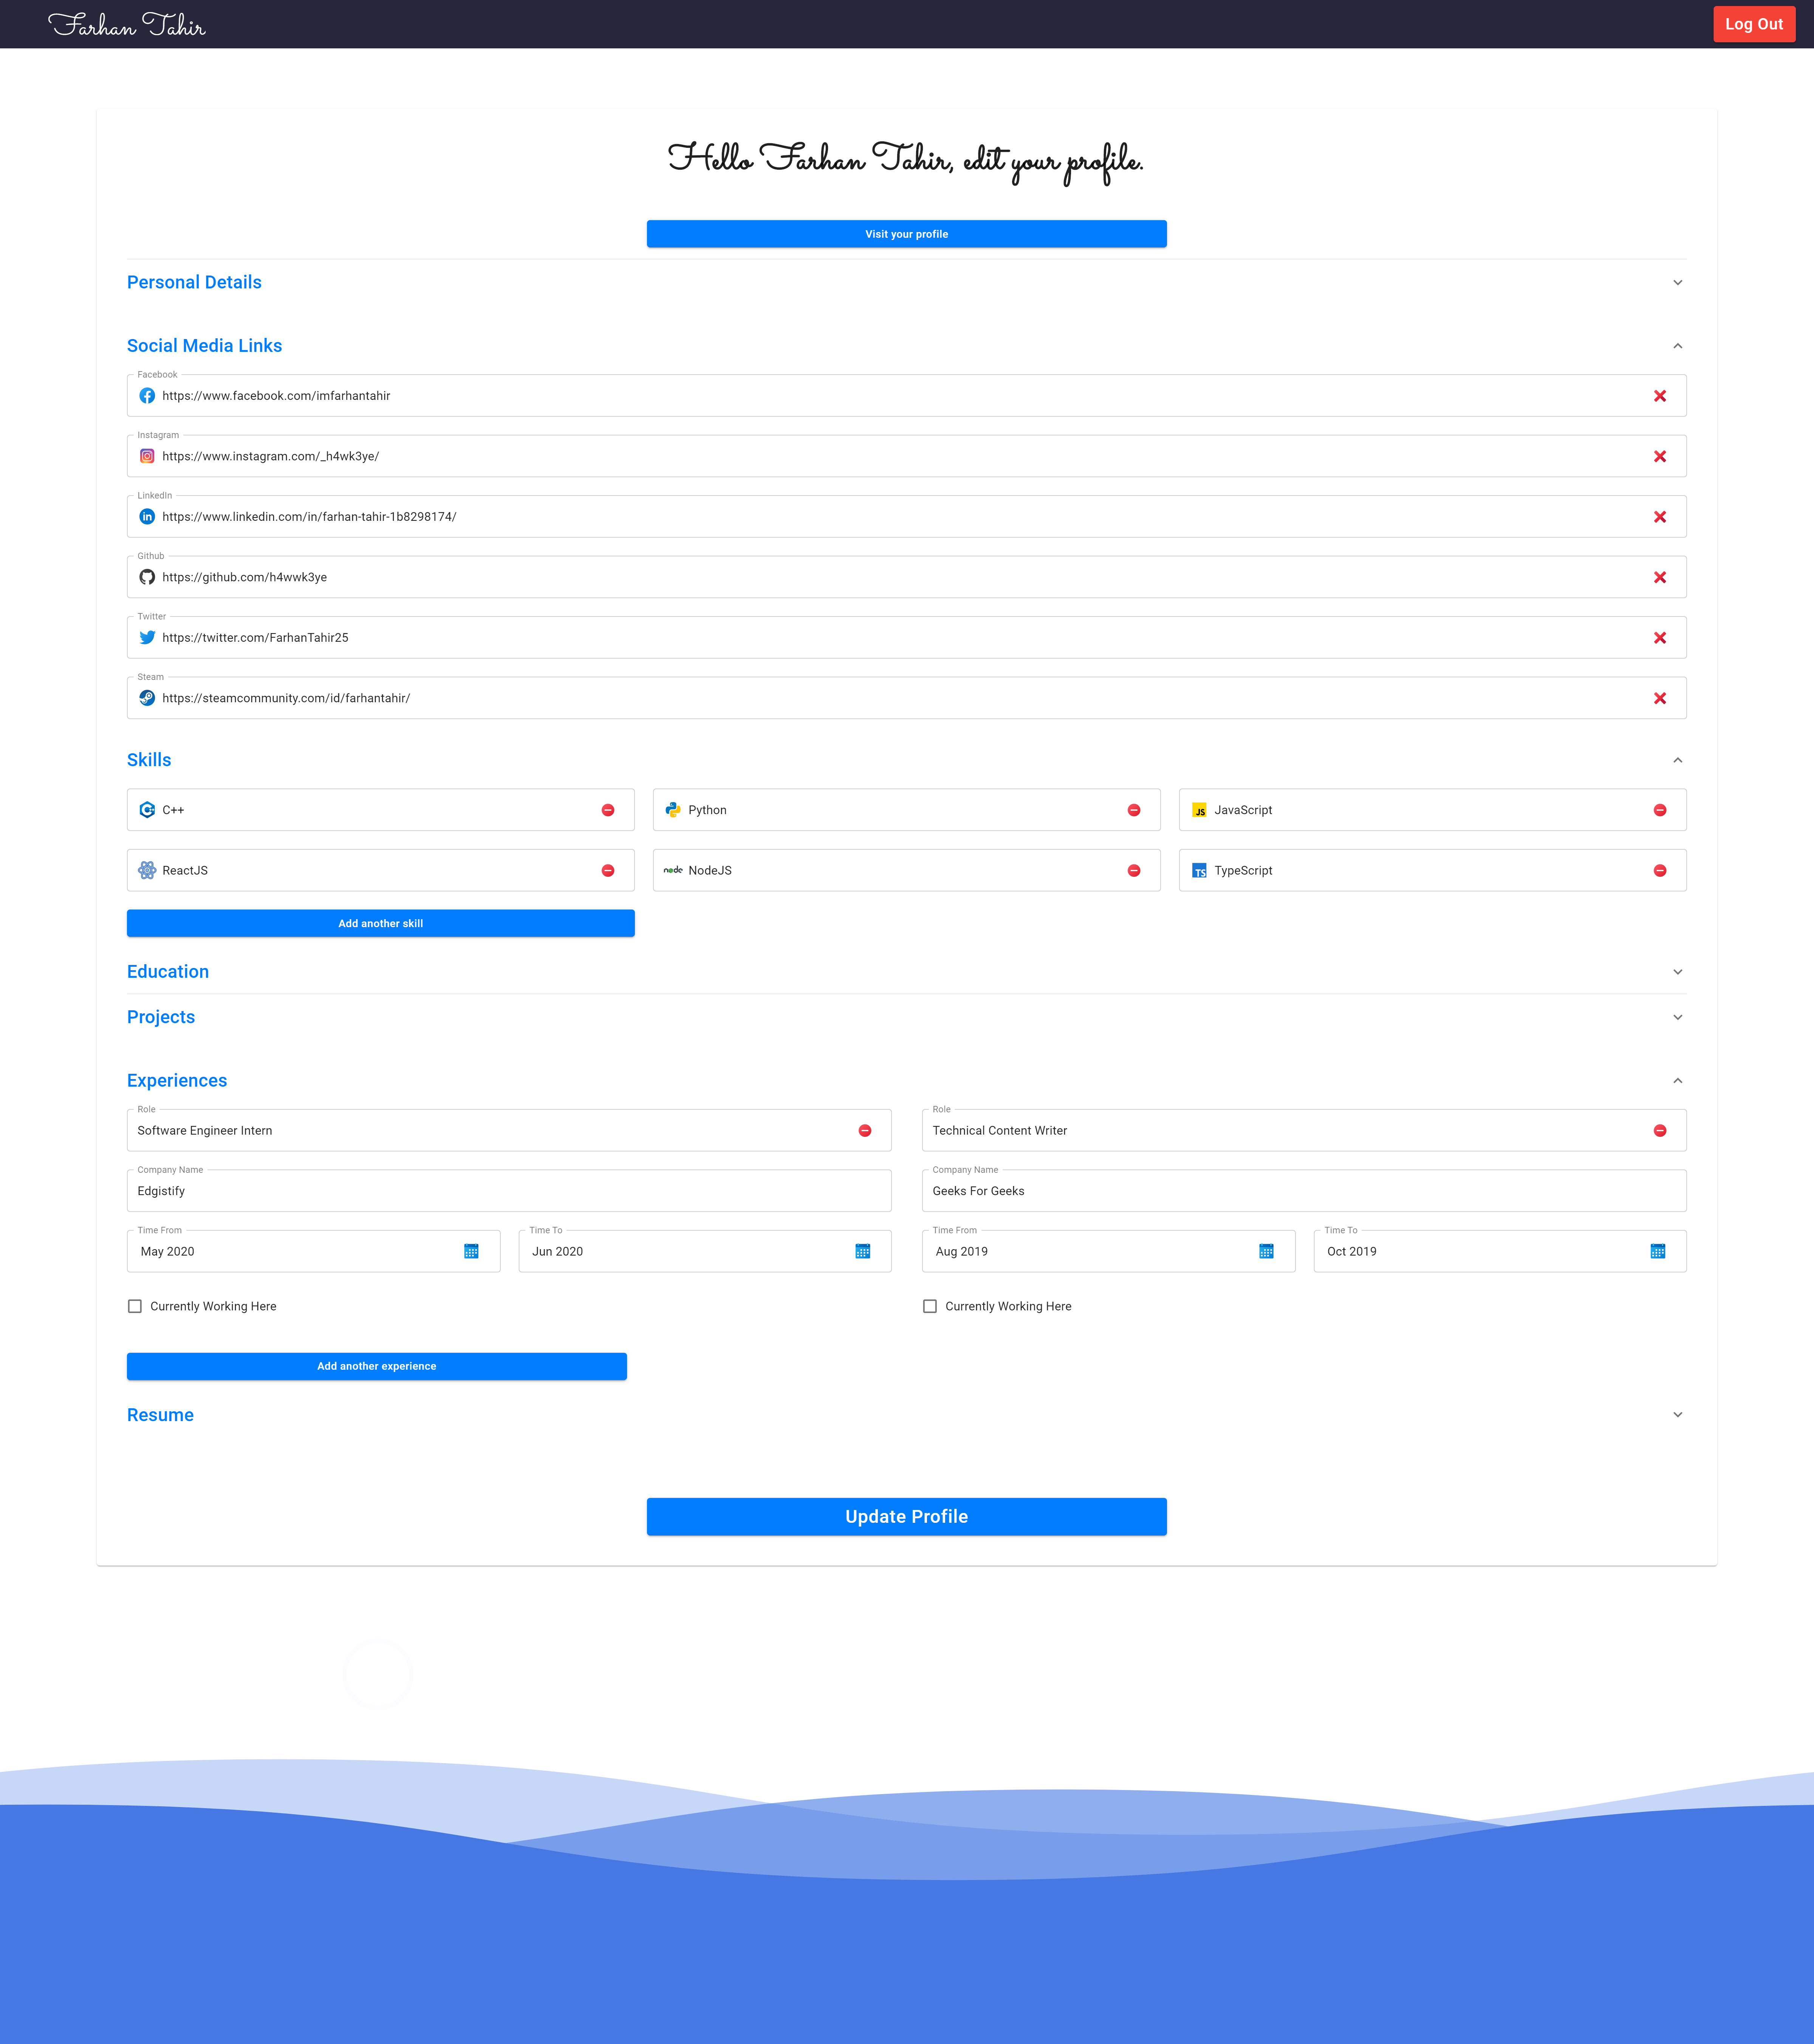 Farhan Tahir
Log Out
Hello Farhan Tahir, edit your profile.
Visit your profile
Personal Details
Social Media Links
Facebook
https://www.facebook.com/imfarhantahir
Instagram
https://www.instagram.com/_h4wk3ye/
LinkedIn
https://www.linkedin.com/in/farhan-tahir-1b8298174/
Github
https://github.com/h4wwk3ye
Twitter
https://twitter.com/FarhanTahir25
Steam
https://steamcommunity.com/id/farhantahir/
Skills
C++
Python
JS JavaScript
ReactJS
node NodeJS
TS TypeScript
Add another skill
Education
Projects
Experiences
Role
Software Engineer Intern
Role
Technical Content Writer
Company Name
Edgistify
Company Name
Geeks For Geeks
Time From
May 2020
Time To
Jun 2020
Time From
Aug 2019
Time To
Oct 2019
Currently Working Here
Currently Working Here
Add another experience
Resume
Update Profile